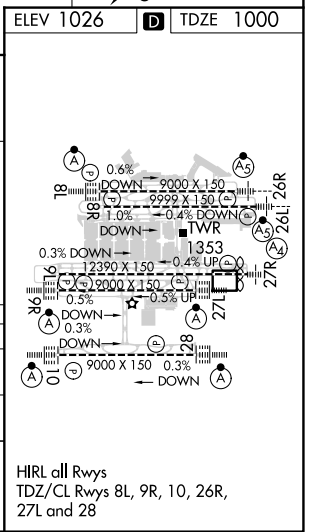 ELEV 1026 D TDZE 1000
A
P
0.6%
DOWN
9000 X 150
A5
8L
8R
P
9999 X 150
P
26R
1.0%
DOWN
0.4% DOWN
P
26L
TWR
1353
A5
A4
0.3% DOWN
0.4% UP
P
27R
9L
12390 X 150
P
P
9000 X 150
P
9R
0.5%
DOWN
0.5% UP
27L
A
A
0.3%
DOWN
P
28
10
9000 X 150
0.3%
DOWN
A
P
A
HIRL all Rwys
TDZ/CL Rwys 8L, 9R, 10, 26R,
27L and 28